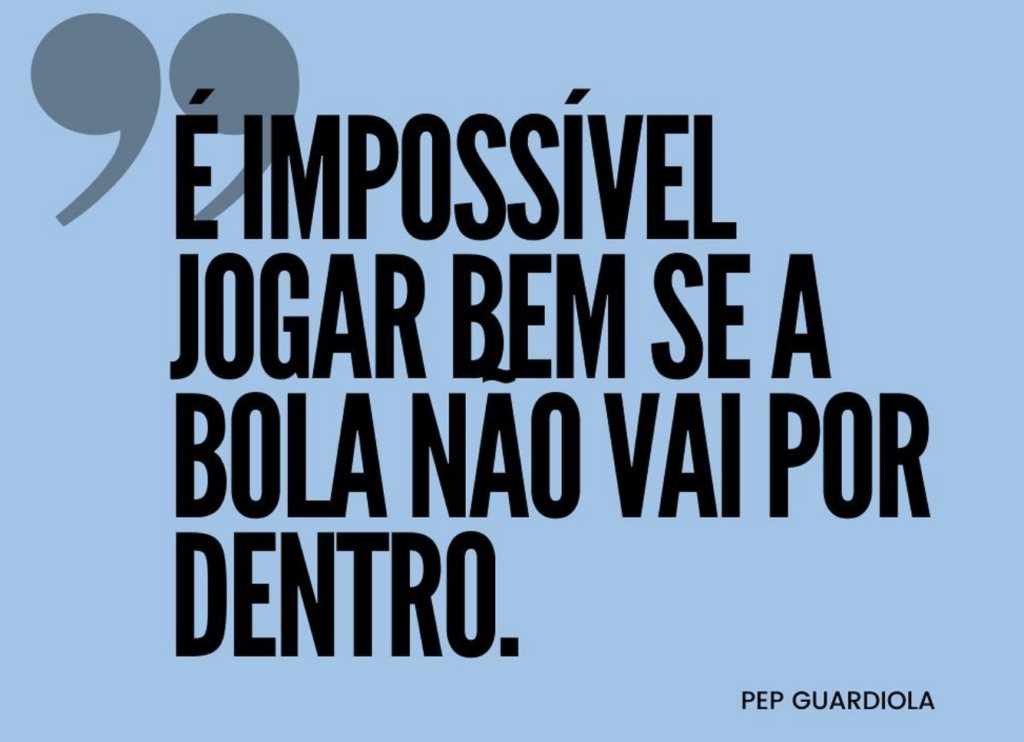 É IMPOSSÍVEL
JOGAR BEM SE A
BOLA NÃO VAI POR
DENTRO.
PEP GUARDIOLA